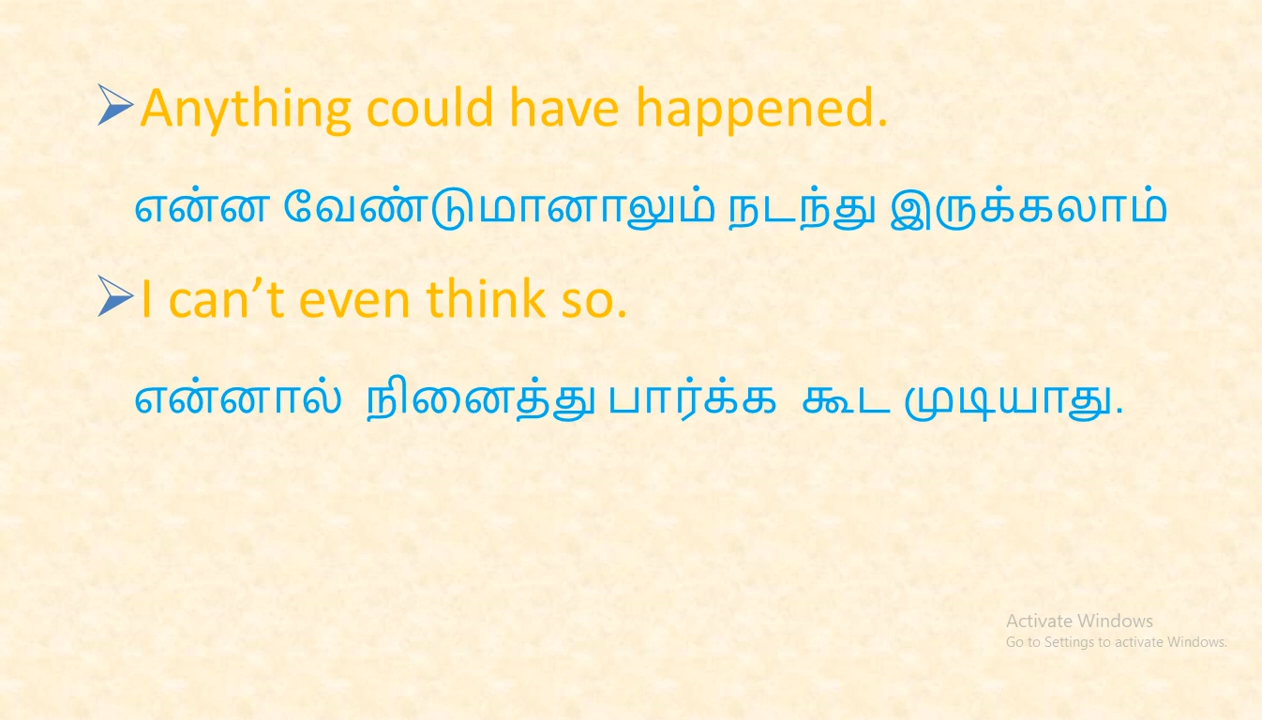 Anything could have happened.
என்ன வேண்டுமானாலும் நடந்து இருக்கலாம்
I can’t even think so.
என்னால் நினைத்து பார்க்க கூட முடியாது.
Activate Windows
Go to Settings to activate Windows.